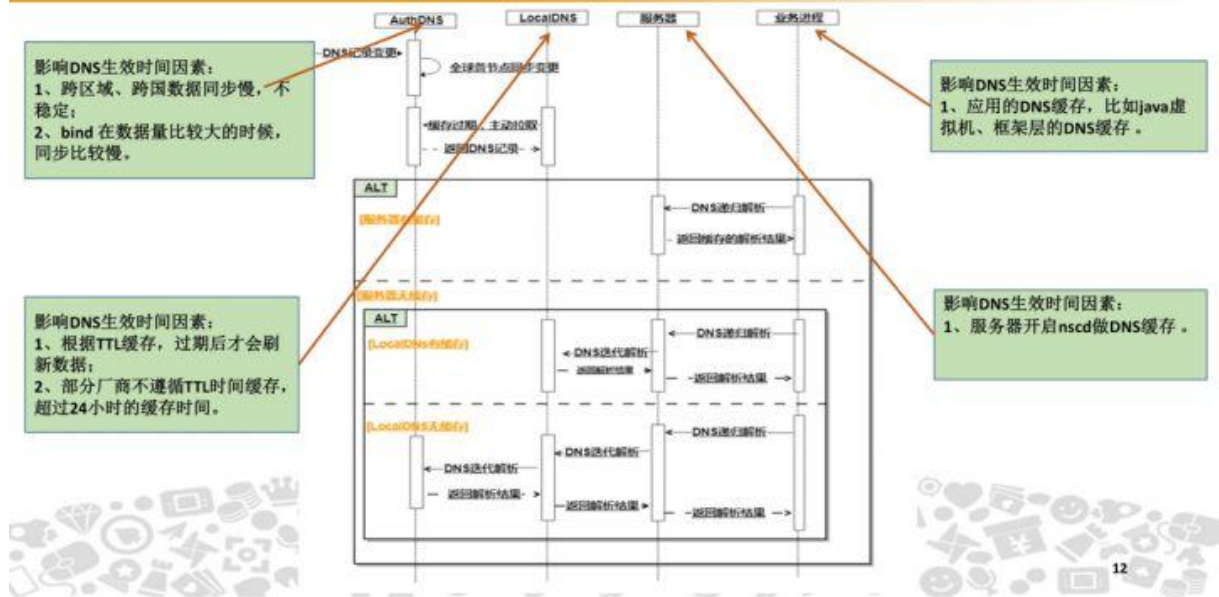 AuthDNS
LocalDNS
服务器
业务进程
影响DNS生效时间因素：
1、跨区域、跨国数据同步慢，不
稳定；
2、bind 在数据量比较大的时候，
同步比较慢。
DNS记录变更
全球各节点同步变更
缓存过期，主动拉取
返回DNS记录
影响DNS生效时间因素：
1、应用的DNS缓存，比如java虚
拟机、框架层的DNS缓存 。
ALT
[服务器有缓存]
DNS递归解析
返回缓存的解析结果
[服务器无缓存]
ALT
[LocalDNS有缓存]
DNS递归解析
DNS迭代解析
返回解析结果
返回解析结果
[LocalDNS无缓存]
DNS递归解析
DNS迭代解析
DNS迭代解析
返回解析结果
返回解析结果
返回解析结果
影响DNS生效时间因素：
1、根据TTL缓存，过期后才会刷
新数据；
2、部分厂商不遵循TTL时间缓存，
超过24小时的缓存时间。
影响DNS生效时间因素：
1、服务器开启nscd做DNS缓存 。
12